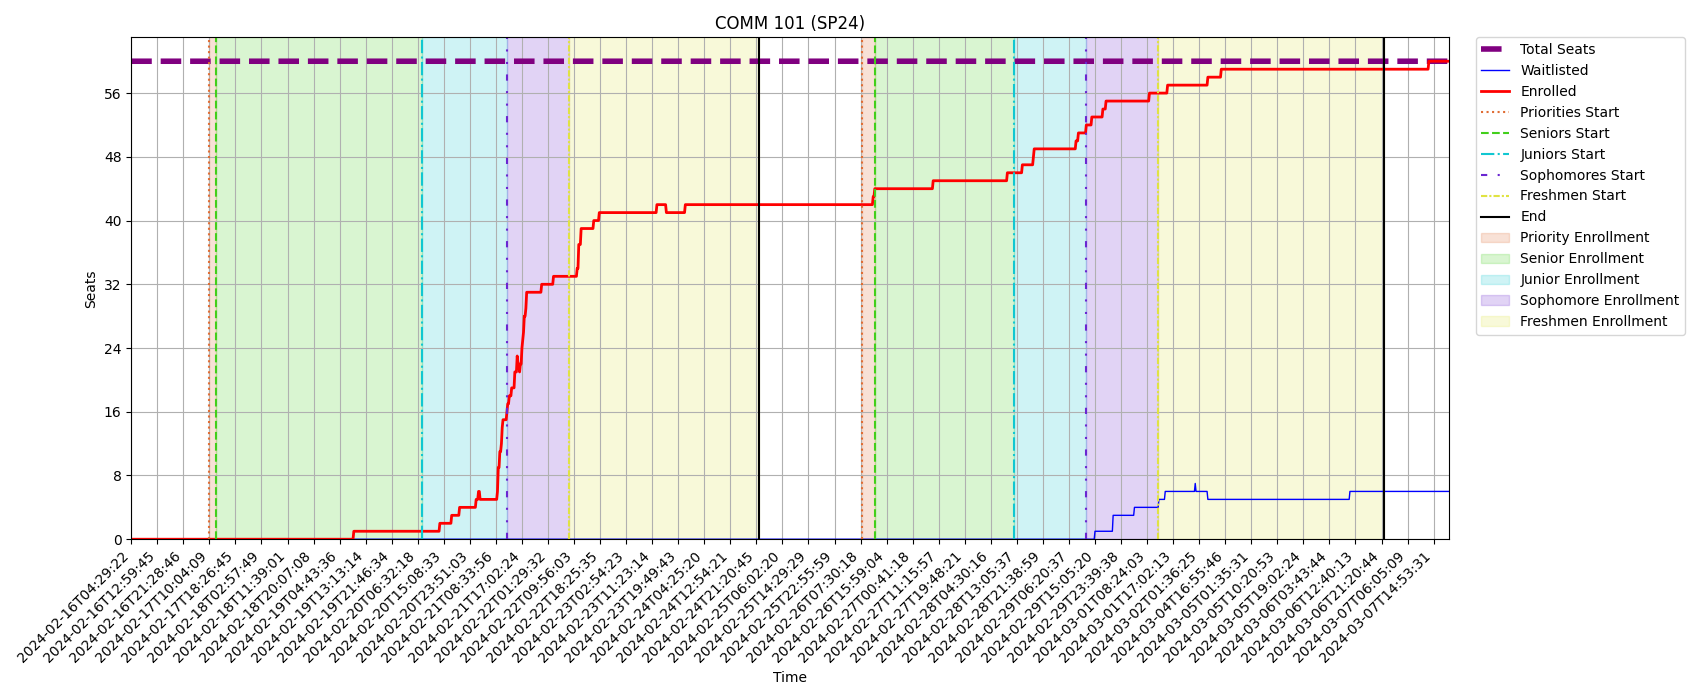 COMM 101 (SP24)
Seats
56
48
40
32
24
16
8
0
2024-02-16T04:29:22
2024-02-16T12:59:45
2024-02-16T21:28:46
2024-02-17T10:04:09
2024-02-17T18:26:45
2024-02-18T02:57:49
2024-02-18T11:39:01
2024-02-18T20:07:08
2024-02-19T04:43:36
2024-02-19T13:13:14
2024-02-19T21:46:34
2024-02-20T06:32:18
2024-02-20T15:08:33
2024-02-20T23:51:03
2024-02-21T08:33:56
2024-02-21T17:02:24
2024-02-22T01:29:32
2024-02-22T09:56:03
2024-02-22T18:25:35
2024-02-23T02:54:23
2024-02-23T11:23:14
2024-02-23T19:49:43
2024-02-24T04:25:20
2024-02-24T12:54:21
2024-02-24T21:20:45
2024-02-25T06:02:20
2024-02-25T14:29:29
2024-02-25T22:55:59
2024-02-26T07:30:18
2024-02-26T15:59:04
2024-02-27T00:41:18
2024-02-27T11:15:57
2024-02-27T19:48:21
2024-02-28T04:30:16
2024-02-28T13:05:37
2024-02-28T21:38:59
2024-02-29T06:20:37
2024-02-29T15:05:20
2024-02-29T23:39:38
2024-03-01T08:24:03
2024-03-01T17:02:13
2024-03-02T01:36:25
2024-03-04T16:55:46
2024-03-05T01:35:31
2024-03-05T10:20:53
2024-03-05T19:02:24
2024-03-06T03:43:44
2024-03-06T12:40:13
2024-03-06T21:20:44
2024-03-07T06:05:09
2024-03-07T14:53:31
Time
Total Seats
Waitlisted
Enrolled
Priorities Start
Seniors Start
Juniors Start
Sophomores Start
Freshmen Start
End
Priority Enrollment
Senior Enrollment
Junior Enrollment
Sophomore Enrollment
Freshmen Enrollment